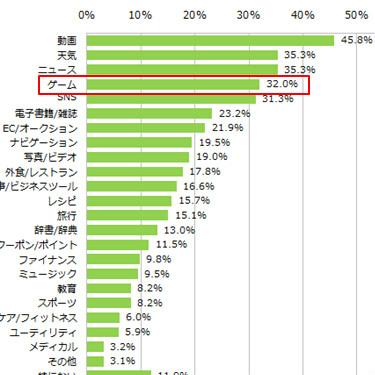 0% 10% 20% 30% 40% 50%
動画 45.8%
天気 35.3%
ニュース 35.3%
ゲーム 32.0%
SNS 31.3%
電子書籍/雑誌 23.2%
EC/オークション 21.9%
ナビゲーション 19.5%
写真/ビデオ 19.0%
外食/レストラン 17.8%
事/ビジネスツール 16.6%
レシピ 15.7%
旅行 15.1%
辞書/辞典 13.0%
クーポン/ポイント 11.5%
ファイナンス 9.8%
ミュージック 9.5%
教育 8.2%
スポーツ 8.2%
ケア/フィットネス 6.0%
ユーティリティ 5.9%
メディカル 3.2%
その他 3.1%
特にない 11.9%